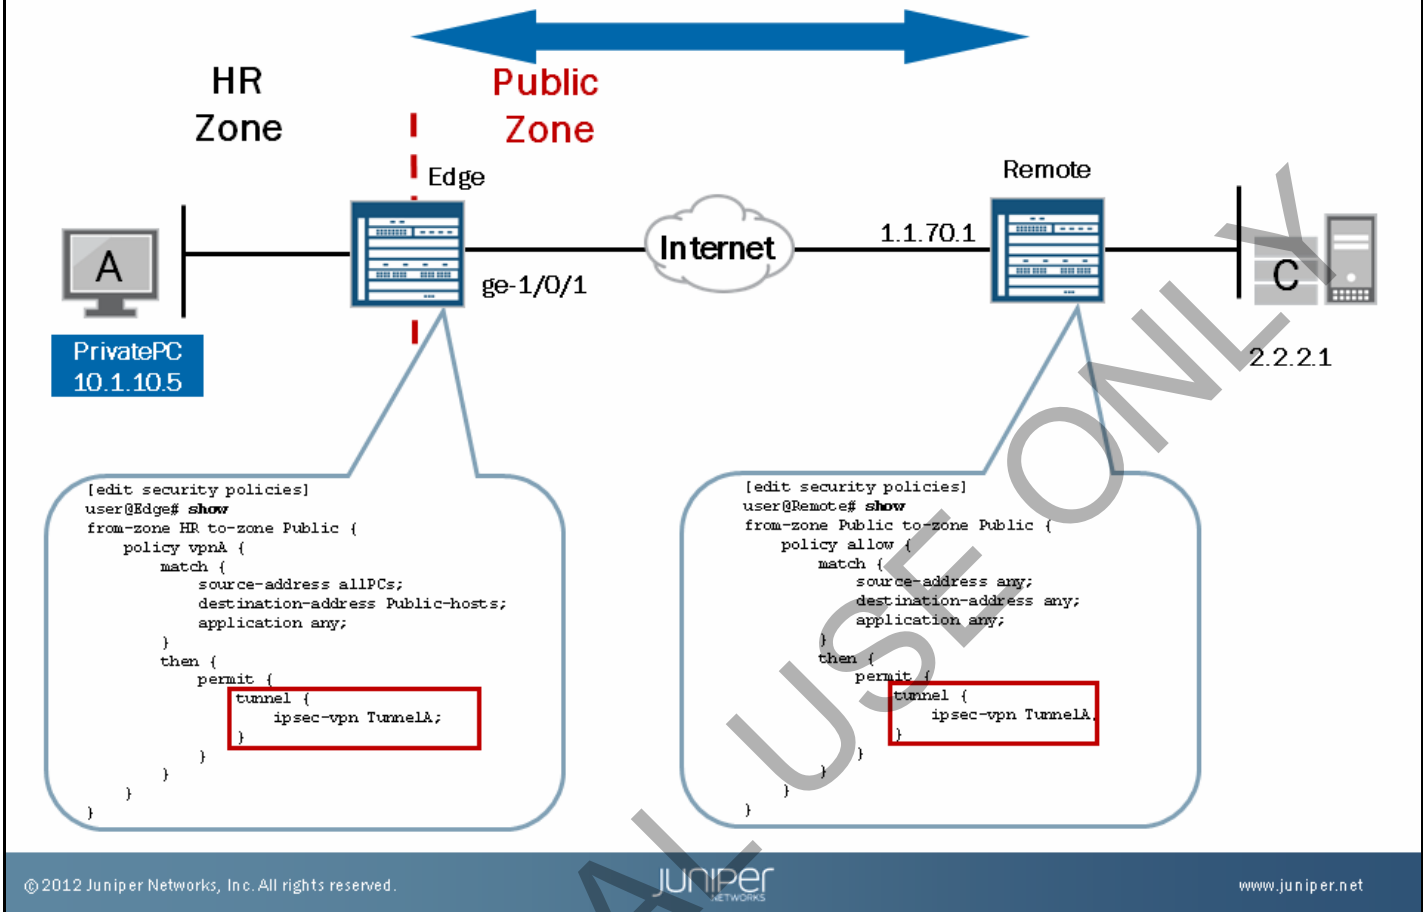 HR
Zone
Public
Zone
Edge
Remote
A
Internet
1.1.70.1
C
ge-1/0/1
PrivatePC
10.1.10.5
2.2.2.1
[edit security policies]
user@Edge# show
from-zone HR to-zone Public {
policy vpnA {
match {
source-address allPCs;
destination-address Public-hosts;
application any;
}
then {
permit {
tunnel {
ipsec-vpn TunnelA;
}
}
}
}
}
[edit security policies]
user@Remote# show
from-zone Public to-zone Public {
policy allow {
match {
source-address any;
destination-address any;
application any;
}
then {
permit {
tunnel {
ipsec-vpn TunnelA;
}
}
}
}
}
AL USE ONLY
©2012 Juniper Networks, Inc. All rights reserved.
JUNIPER
NETWORKS
www.juniper.net